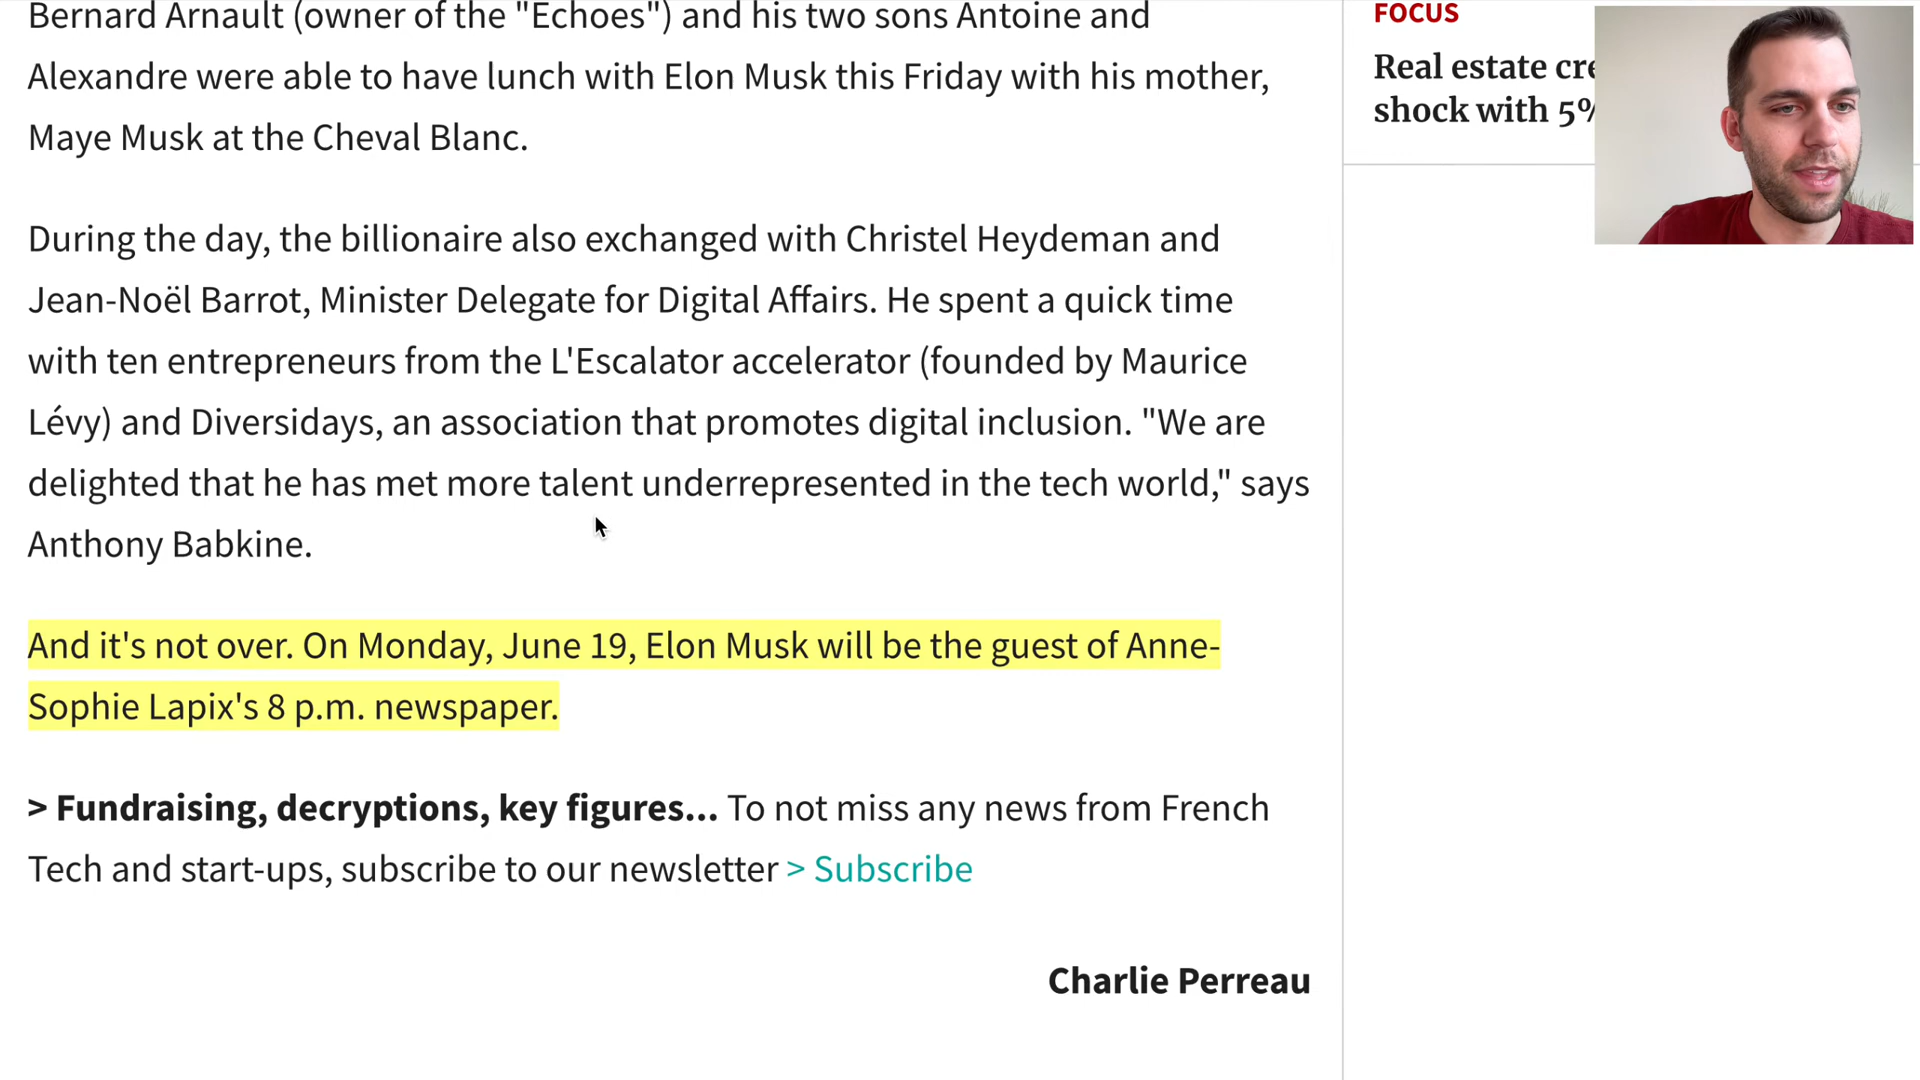 Bernard Arnault (owner of the "Echoes") and his two sons Antoine and
Alexandre were able to have lunch with Elon Musk this Friday with his mother,
Maye Musk at the Cheval Blanc.
During the day, the billionaire also exchanged with Christel Heydeman and
Jean-Noël Barrot, Minister Delegate for Digital Affairs. He spent a quick time
with ten entrepreneurs from the L'Escalator accelerator (founded by Maurice
Lévy) and Diversidays, an association that promotes digital inclusion. "We are
delighted that he has met more talent underrepresented in the tech world," says
Anthony Babkine.
And it's not over. On Monday, June 19, Elon Musk will be the guest of Anne-
Sophie Lapix's 8 p.m. newspaper.
> Fundraising, decryptions, key figures... To not miss any news from French
Tech and start-ups, subscribe to our newsletter > Subscribe
Charlie Perreau
FOCUS
Real estate cre
shock with 5%